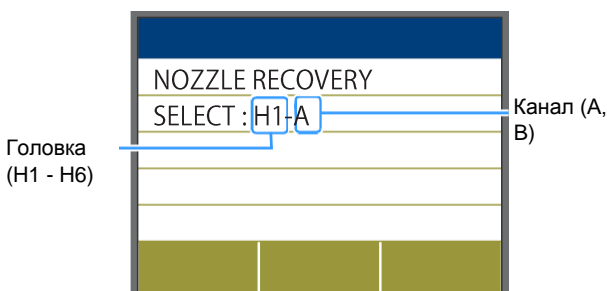 NOZZLE RECOVERY
SELECT : H1-A
Канал (A,
B)
Головка
(H1 - H6)